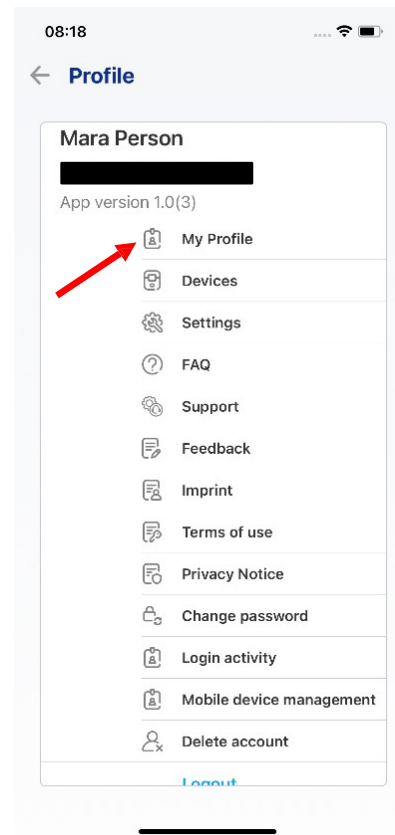 08:18
Profile
Mara Person
App version 1.0(3)
My Profile
Devices
Settings
FAQ
Support
Feedback
Imprint
Terms of use
Privacy Notice
Change password
Login activity
Mobile device management
Delete account
Logout